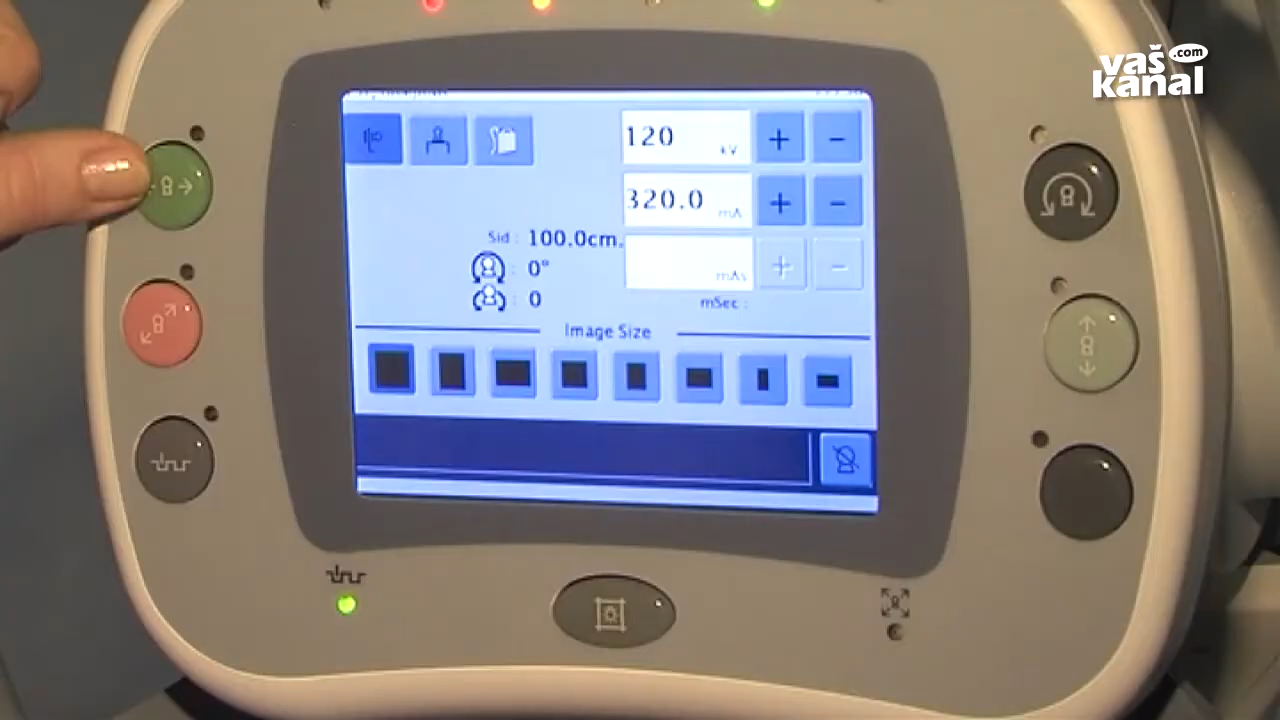 vaš.com
kanal
120 kV
320.0 mA
Sid : 100.0cm.
mAs
: 0°
: 0
mSec :
Image Size